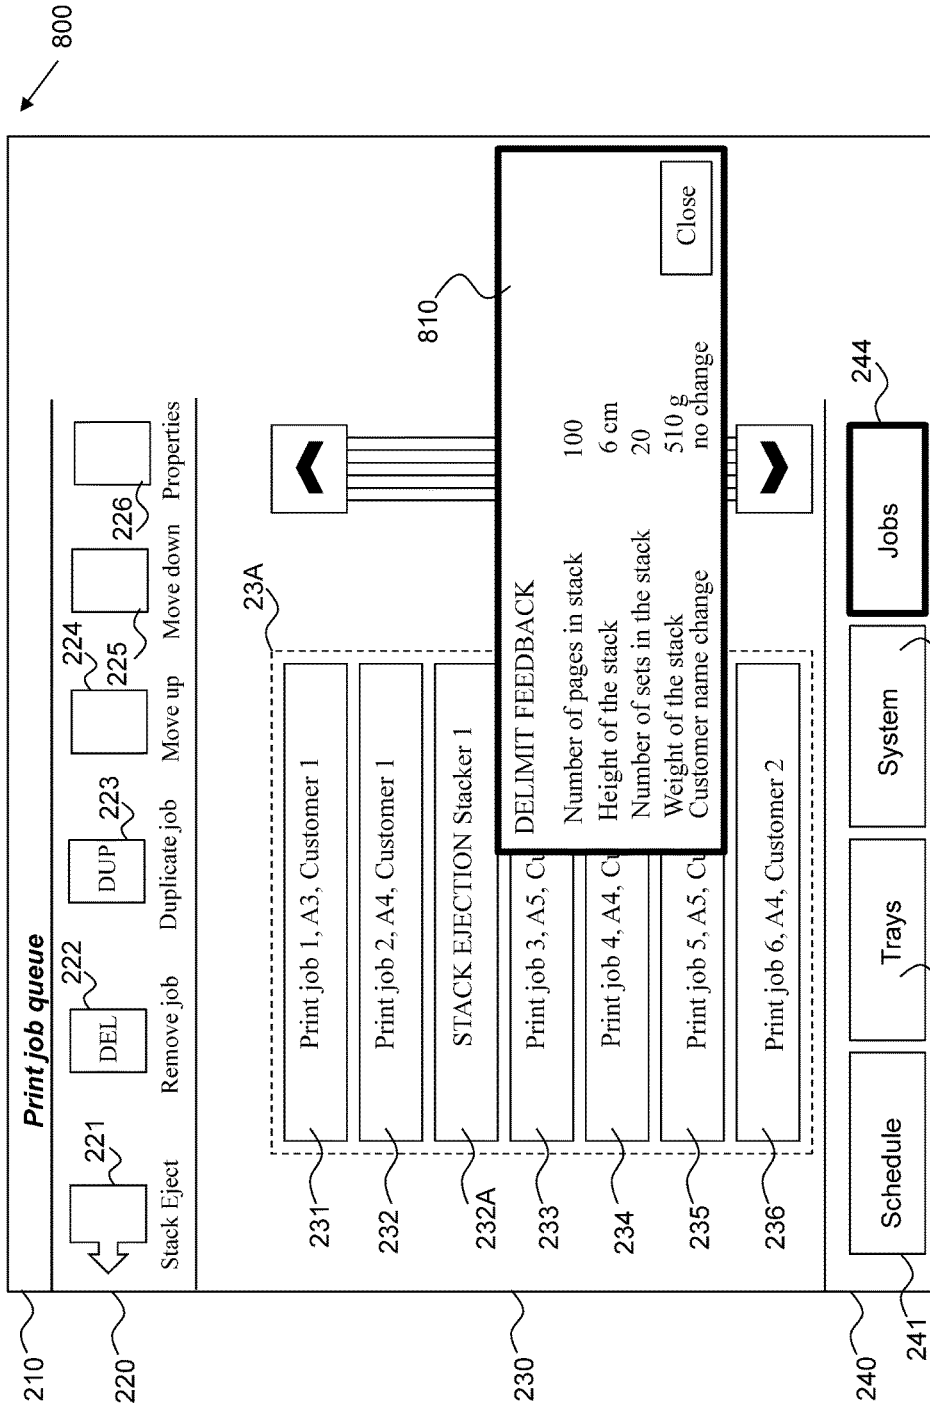 800
210
Print job queue
220
221
222
223
224
225
226
DEL
DUP
Stack Eject
Remove job
Duplicate job
Move up
Move down
Properties
23A
230
231
Print job 1, A3, Customer 1
232
Print job 2, A4, Customer 1
232A
STACK EJECTION Stacker 1
233
Print job 3, A5, Cu
234
Print job 4, A4, Cu
235
Print job 5, A5, Cu
236
Print job 6, A4, Customer 2
810
DELIMIT FEEDBACK
Number of pages in stack 100
Height of the stack 6 cm
Number of sets in the stack 20
Weight of the stack 510 g
Customer name change no change
Close
240
241
244
Schedule
Trays
System
Jobs